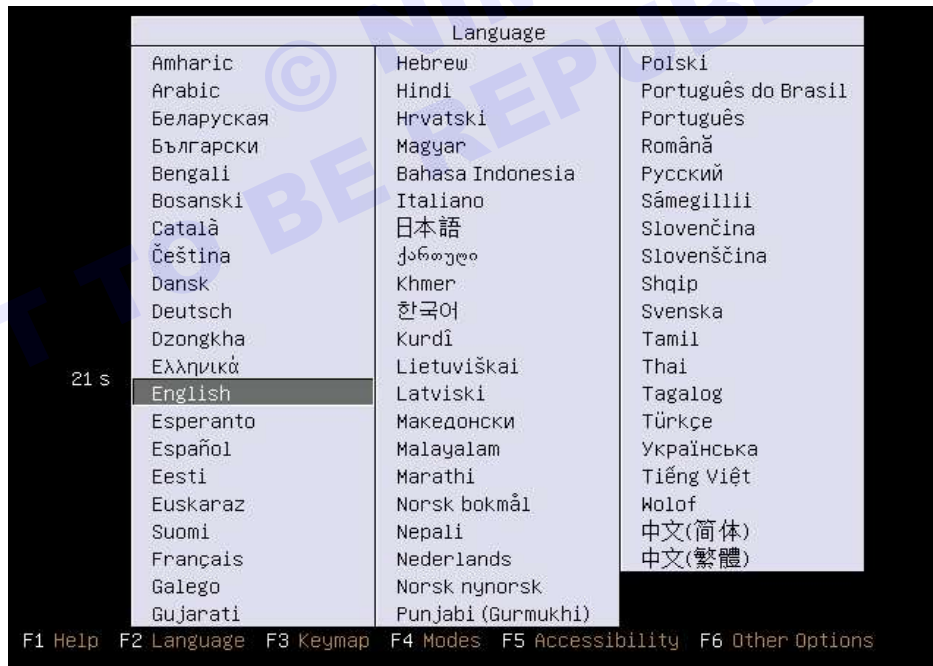 Language
Amharic
Arabic
Беларуская
Български
Bengali
Bosanski
Català
Čeština
Dansk
Deutsch
Dzongkha
Ελληνικά
English
Esperanto
Español
Eesti
Euskaraz
Suomi
Français
Galego
Gujarati
Hebrew
Hindi
Hrvatski
Magyar
Bahasa Indonesia
Italiano
日本語
ქართული
Khmer
한국어
Kurdî
Lietuviškai
Latviski
Македонски
Malayalam
Marathi
Norsk bokmål
Nepali
Nederlands
Norsk nynorsk
Punjabi (Gurmukhi)
Polski
Português do Brasil
Português
Română
Русский
Sámegillii
Slovenčina
Slovenščina
Shqip
Svenska
Tamil
Thai
Tagalog
Türkçe
Українська
Tiếng Việt
Wolof
中文(简体)
中文(繁體)
21 s
F1 Help F2 Language F3 Keymap F4 Modes F5 Accessibility F6 Other Options